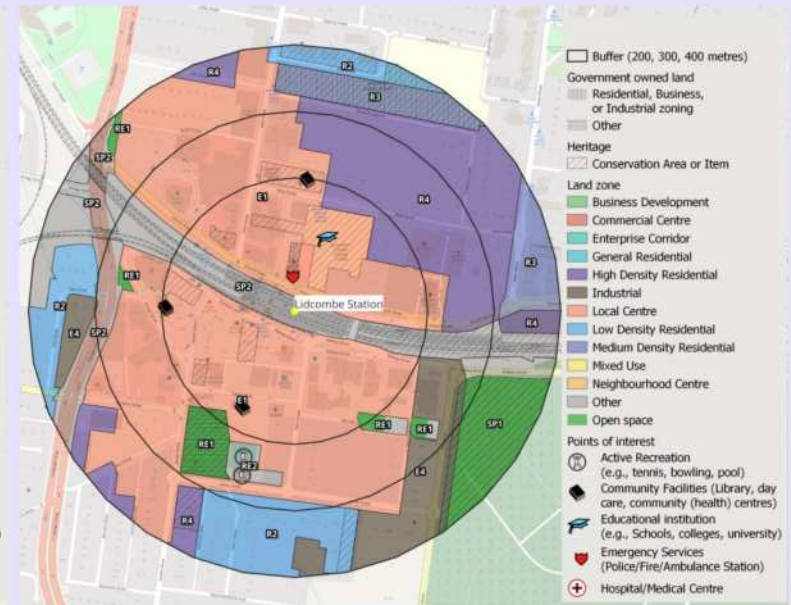 R2
R4
R3
RE1
SP2
E1
R4
SP2
R3
RE1
SP2
Lidcombe Station
R2
R4
E4
SP2
E1
RE1
RE1
SP1
RE1
RE2
E4
R4
R2
Buffer (200, 300, 400 metres)
Government owned land
Residential, Business,
or Industrial zoning
Other
Heritage
Conservation Area or Item
Land zone
Business Development
Commercial Centre
Enterprise Corridor
General Residential
High Density Residential
Industrial
Local Centre
Low Density Residential
Medium Density Residential
Mixed Use
Neighbourhood Centre
Other
Open space
Points of interest
Active Recreation
(e.g., tennis, bowling, pool)
Community Facilities (Library, day
care, community (health) centres)
Educational institution
(e.g., Schools, colleges, university)
Emergency Services
(Police/Fire/Ambulance Station)
Hospital/Medical Centre